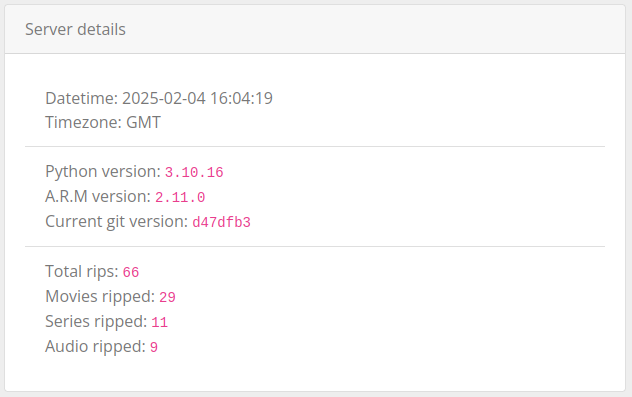 Server details
Datetime: 2025-02-04 16:04:19
Timezone: GMT
Python version: 3.10.16
A.R.M version: 2.11.0
Current git version: d47dfb3
Total rips: 66
Movies ripped: 29
Series ripped: 11
Audio ripped: 9